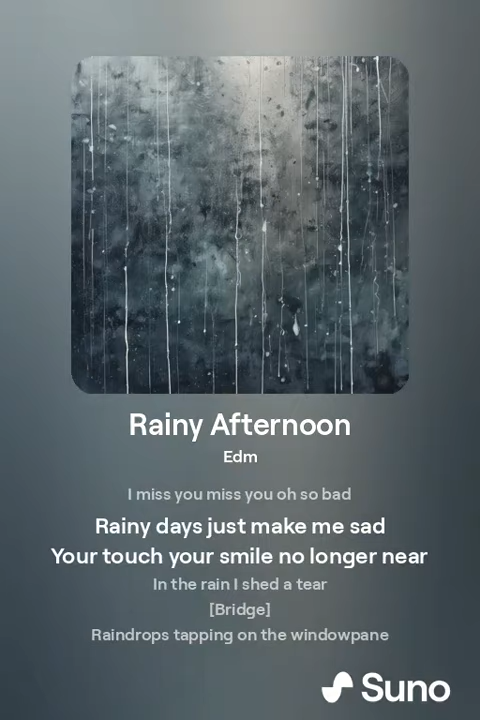 Rainy Afternoon
Edm
I miss you miss you oh so bad
Rainy days just make me sad
Your touch your smile no longer near
In the rain I shed a tear
[Bridge]
Raindrops tapping on the windowpane
Suno